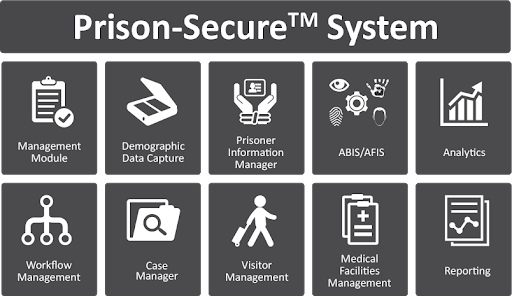 Prison-Secure™ System
Management
Module
Demographic
Data Capture
Prisoner
Information
Manager
ABIS/AFIS
Analytics
Workflow
Management
Case
Manager
Visitor
Management
Medical
Facilities
Management
Reporting